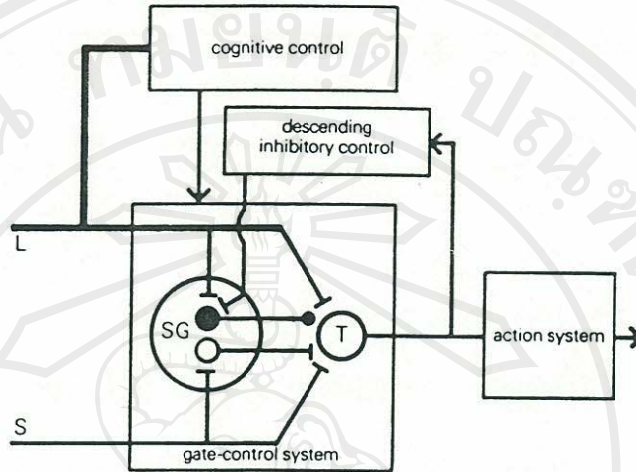 cognitive control
descending
inhibitory control
L
SG
T
action system
S
gate-control system